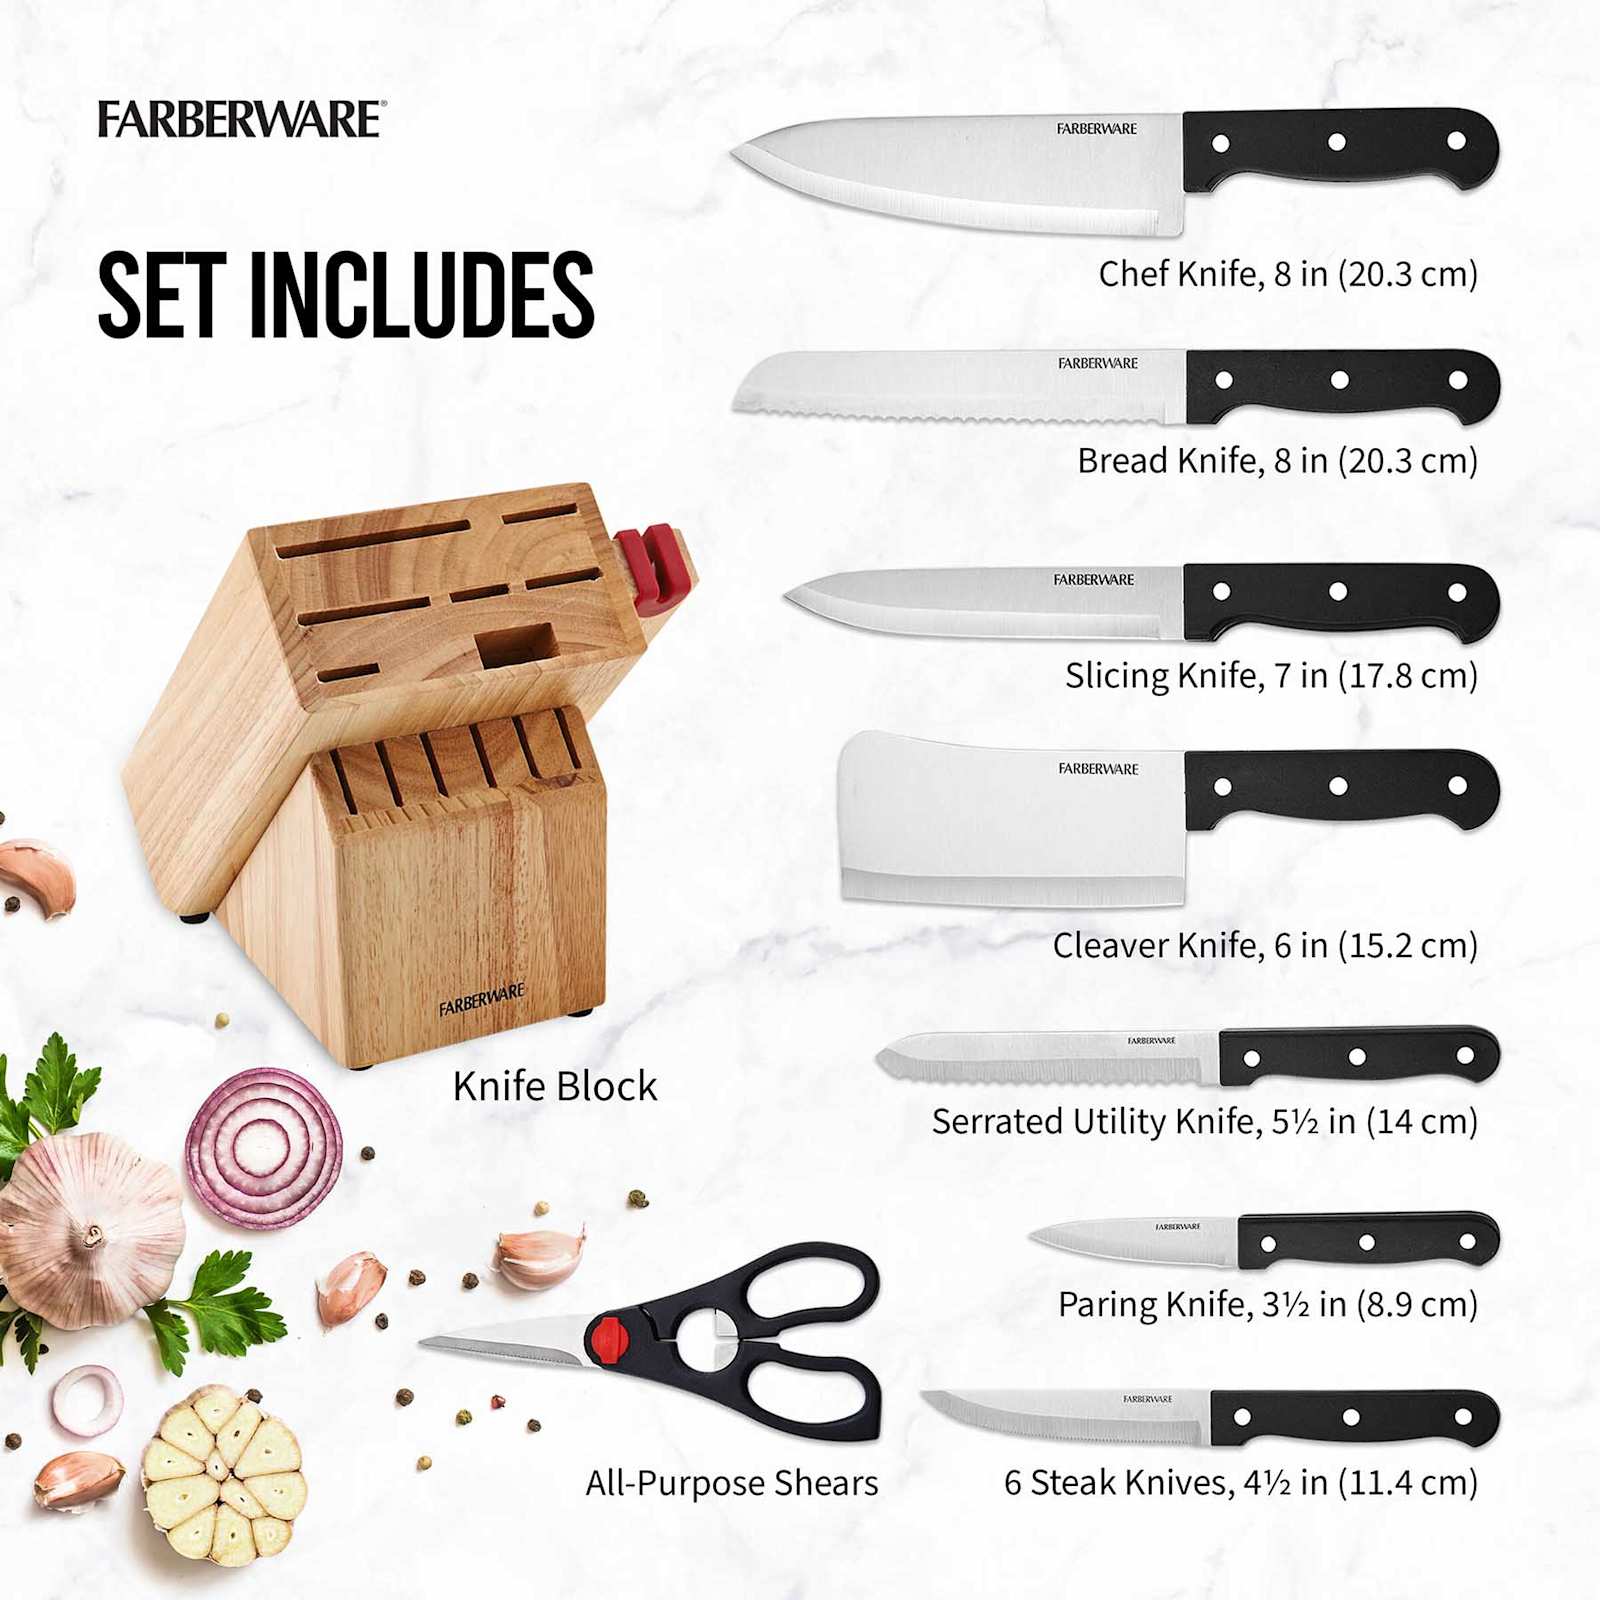 FARBERWARE®
SET INCLUDES
FARBERWARE
Chef Knife, 8 in (20.3 cm)
FARBERWARE
Bread Knife, 8 in (20.3 cm)
FARBERWARE
Slicing Knife, 7 in (17.8 cm)
FARBERWARE
Cleaver Knife, 6 in (15.2 cm)
FARBERWARE
Knife Block
FARBERWARE
Serrated Utility Knife, 5½ in (14 cm)
FARBERWARE
Paring Knife, 3½ in (8.9 cm)
All-Purpose Shears
FARBERWARE
6 Steak Knives, 4½ in (11.4 cm)